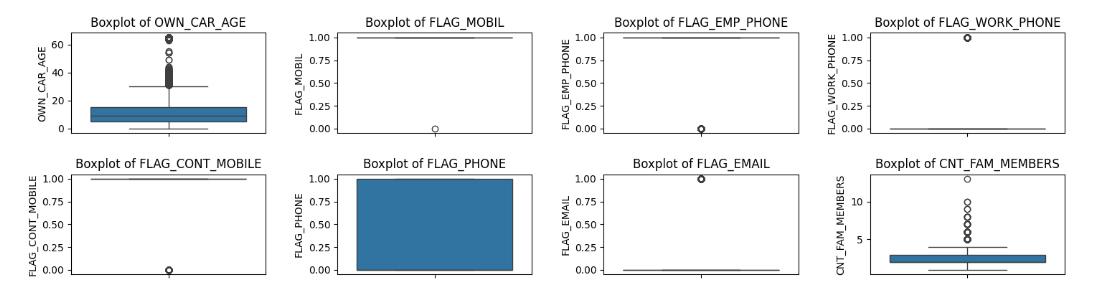 Boxplot of OWN_CAR_AGE
OWN_CAR_AGE
60
40
20
0
Boxplot of FLAG_MOBIL
FLAG_MOBIL
1.00
0.75
0.50
0.25
0.00
Boxplot of FLAG_EMP_PHONE
FLAG_EMP_PHONE
1.00
0.75
0.50
0.25
0.00
Boxplot of FLAG_WORK_PHONE
FLAG_WORK_PHONE
1.00
0.75
0.50
0.25
0.00
Boxplot of FLAG_CONT_MOBILE
FLAG_CONT_MOBILE
1.00
0.75
0.50
0.25
0.00
Boxplot of FLAG_PHONE
FLAG_PHONE
1.00
0.75
0.50
0.25
0.00
Boxplot of FLAG_EMAIL
FLAG_EMAIL
1.00
0.75
0.50
0.25
0.00
Boxplot of CNT_FAM_MEMBERS
CNT_FAM_MEMBERS
10
5